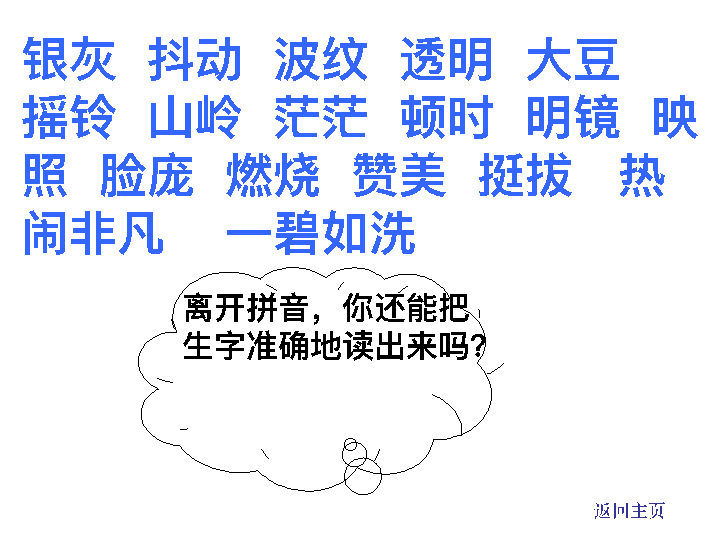 银灰 抖动 波纹 透明 大豆
摇铃 山岭 茫茫 顿时 明镜 映
照 脸庞 燃烧 赞美 挺拔 热
闹非凡 一碧如洗
离开拼音，你还能把
生字准确地读出来吗?
返回主页